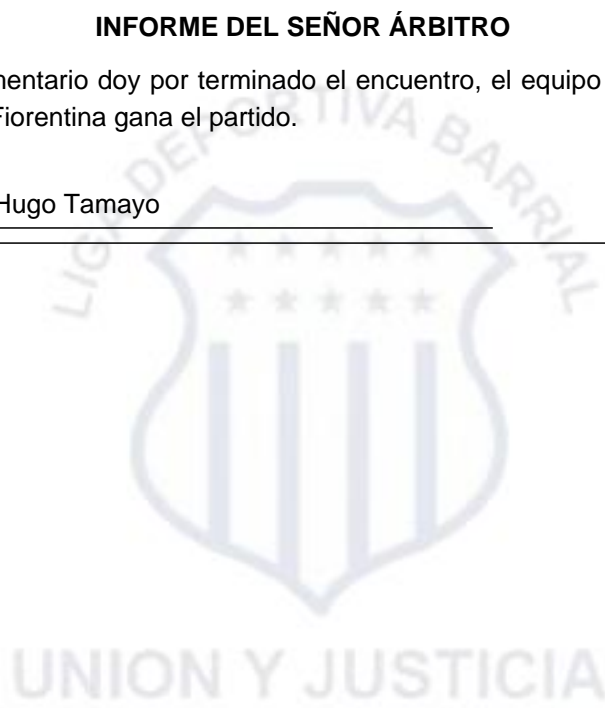 INFORME DEL SEÑOR ÁRBITRO
mentario doy por terminado el encuentro, el equipo
Fiorentina gana el partido.
Hugo Tamayo
LIGA DEPORTIVA BARRIAL
UNION Y JUSTICIA